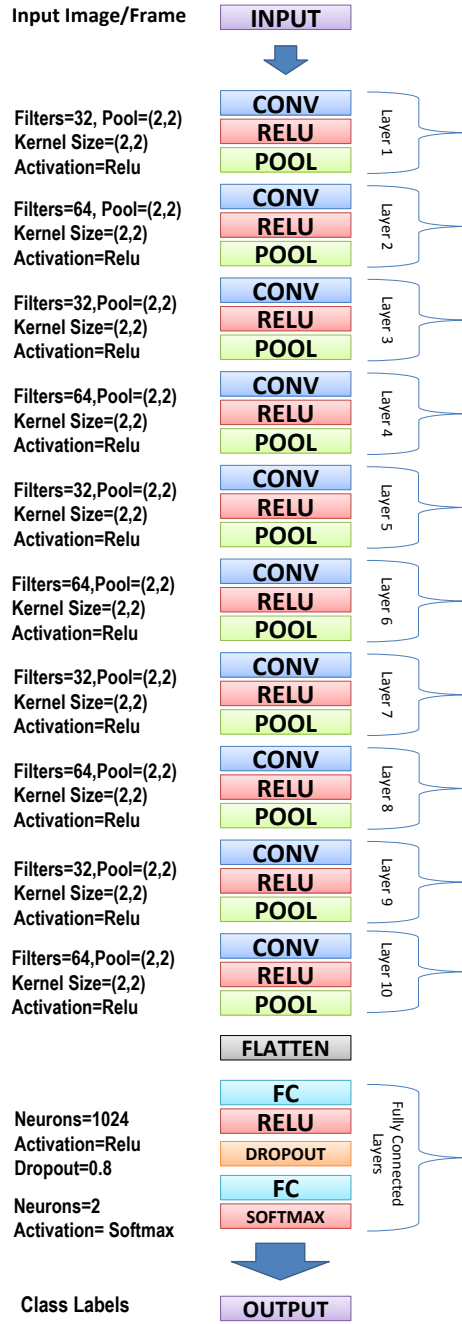 Input Image/Frame
INPUT
Filters=32, Pool=(2,2)
Kernel Size=(2,2)
Activation=Relu
CONV
RELU
POOL
Layer 1
Filters=64, Pool=(2,2)
Kernel Size=(2,2)
Activation=Relu
CONV
RELU
POOL
Layer 2
Filters=32,Pool=(2,2)
Kernel Size=(2,2)
Activation=Relu
CONV
RELU
POOL
Layer 3
Filters=64,Pool=(2,2)
Kernel Size=(2,2)
Activation=Relu
CONV
RELU
POOL
Layer 4
Filters=32,Pool=(2,2)
Kernel Size=(2,2)
Activation=Relu
CONV
RELU
POOL
Layer 5
Filters=64,Pool=(2,2)
Kernel Size=(2,2)
Activation=Relu
CONV
RELU
POOL
Layer 6
Filters=32,Pool=(2,2)
Kernel Size=(2,2)
Activation=Relu
CONV
RELU
POOL
Layer 7
Filters=64,Pool=(2,2)
Kernel Size=(2,2)
Activation=Relu
CONV
RELU
POOL
Layer 8
Filters=32,Pool=(2,2)
Kernel Size=(2,2)
Activation=Relu
CONV
RELU
POOL
Layer 9
Filters=64,Pool=(2,2)
Kernel Size=(2,2)
Activation=Relu
CONV
RELU
POOL
Layer 10
FLATTEN
Neurons=1024
Activation=Relu
Dropout=0.8
FC
RELU
DROPOUT
Neurons=2
Activation= Softmax
FC
SOFTMAX
Fully Connected
Layers
Class Labels
OUTPUT